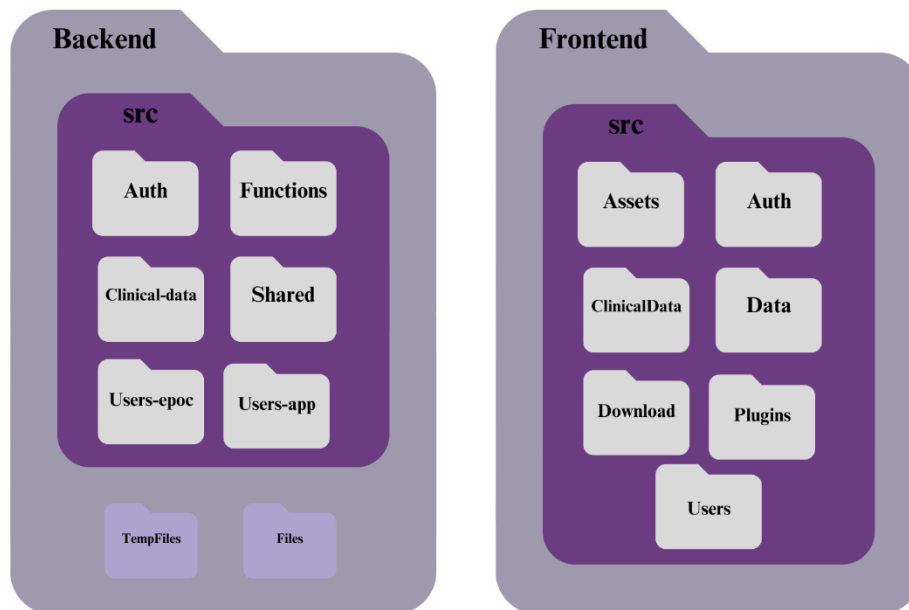 Backend
src
Auth
Functions
Clinical-data
Shared
Users-epoc
Users-app
TempFiles
Files
Frontend
src
Assets
Auth
ClinicalData
Data
Download
Plugins
Users